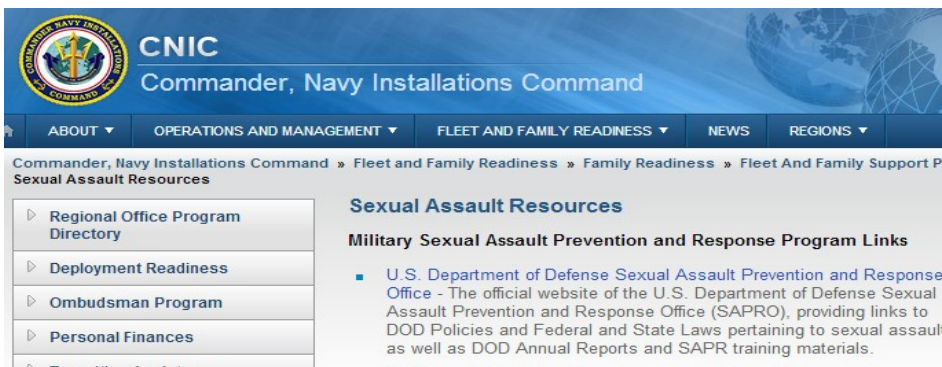 COMMANDER NAVY INSTALLATIONS
COMMAND
CNIC
Commander, Navy Installations Command
ABOUT ▼ OPERATIONS AND MANAGEMENT ▼ FLEET AND FAMILY READINESS ▼ NEWS REGIONS ▼
Commander, Navy Installations Command » Fleet and Family Readiness » Family Readiness » Fleet And Family Support P
Sexual Assault Resources
Regional Office Program
Directory
Deployment Readiness
Ombudsman Program
Personal Finances
Sexual Assault Resources
Military Sexual Assault Prevention and Response Program Links
U.S. Department of Defense Sexual Assault Prevention and Response
Office - The official website of the U.S. Department of Defense Sexual
Assault Prevention and Response Office (SAPRO), providing links to
DOD Policies and Federal and State Laws pertaining to sexual assault
as well as DOD Annual Reports and SAPR training materials.